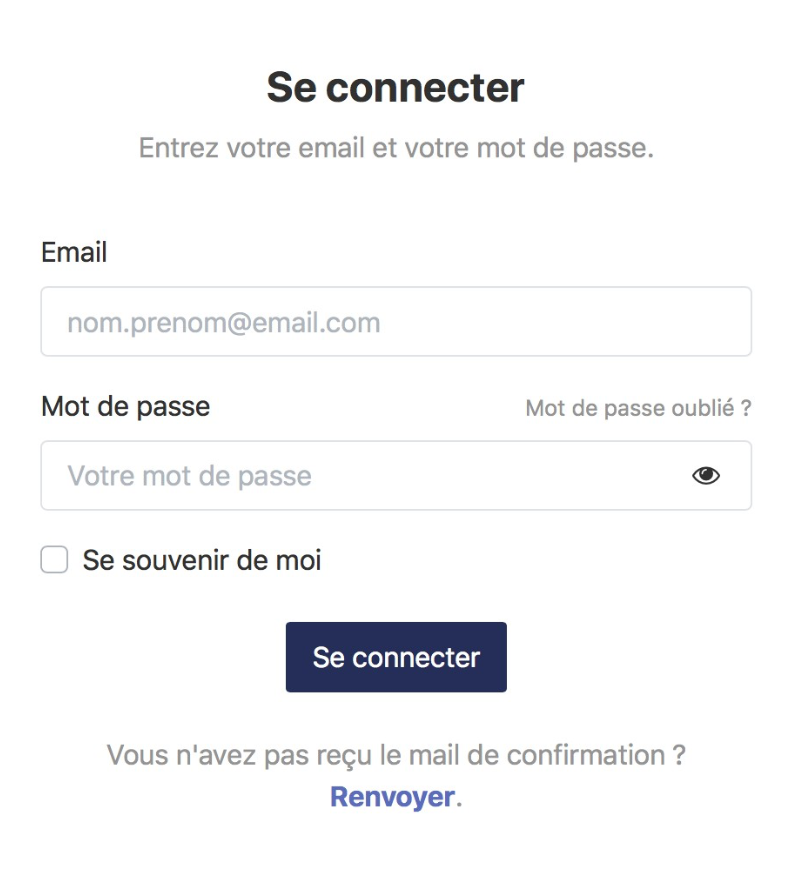 Se connecter
Entrez votre email et votre mot de passe.
Email
nom.prenom@email.com
Mot de passe
Mot de passe oublié ?
Votre mot de passe
Se souvenir de moi
Se connecter
Vous n'avez pas reçu le mail de confirmation ?
Renvoyer.